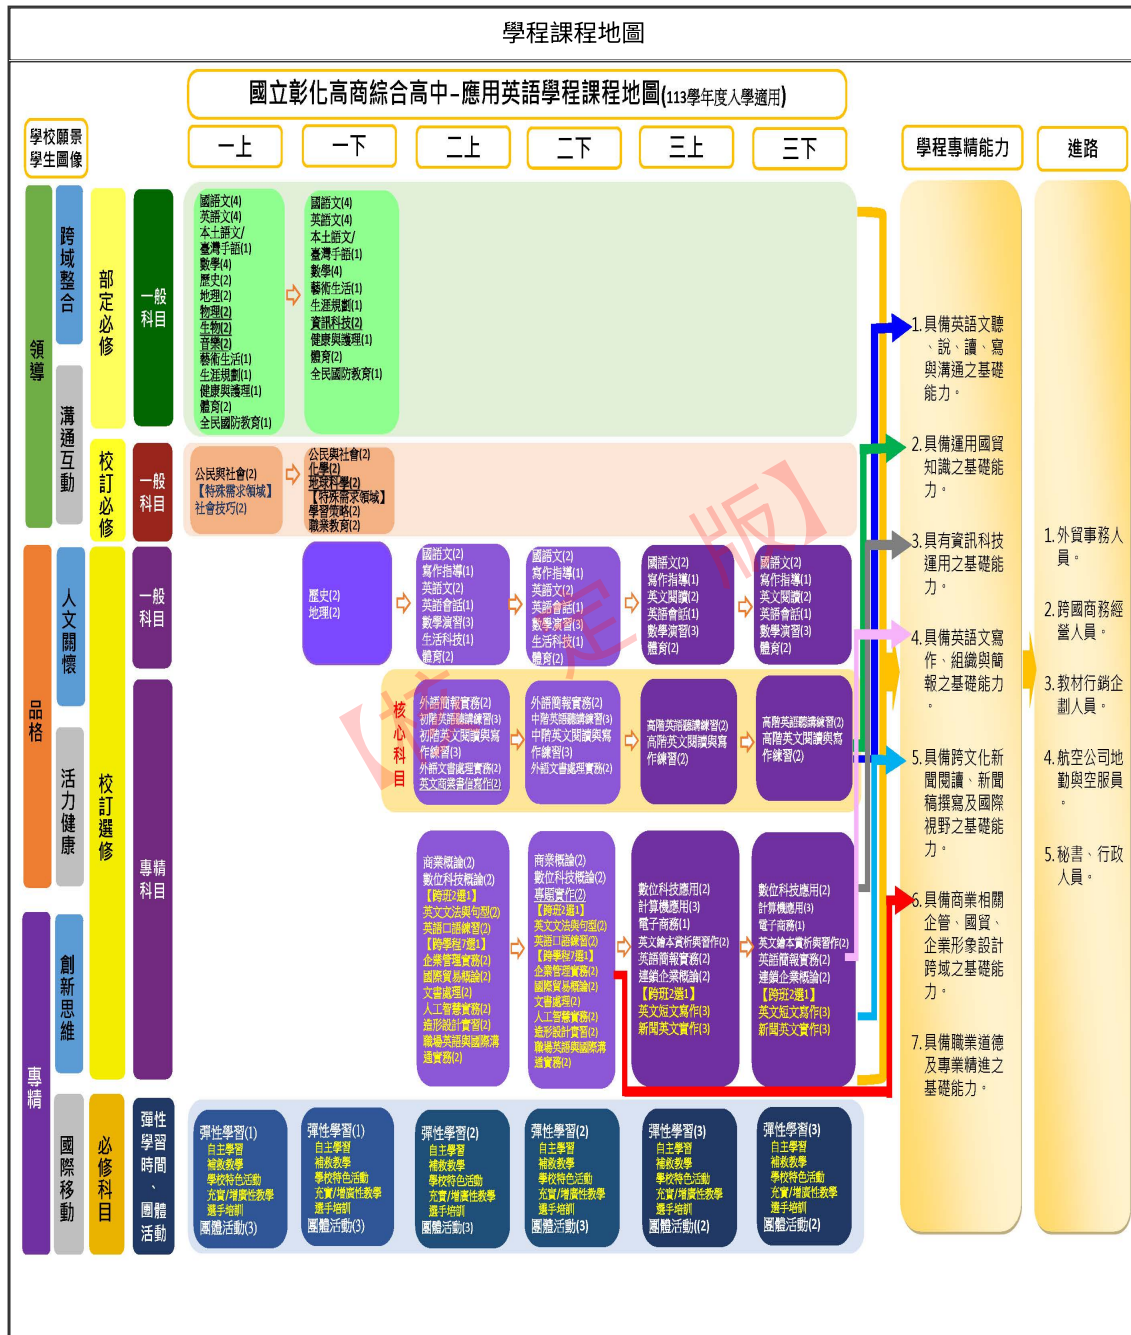 學程課程地圖
國立彰化高商綜合高中–應用英語學程課程地圖(113學年度入學適用)
學校願景
學生圖像
一上
一下
二上
二下
三上
三下
學程專精能力
進路
領導
品格
專精
跨域整合
溝通互動
人文關懷
活力健康
創新思維
國際移動
部定必修
校訂必修
校訂選修
必修科目
一般
科目
一般
科目
一般
科目
專精
科目
彈性
學習
時間
、
團體
活動
國語文(4)
英語文(4)
本土語文/
臺灣手語(1)
數學(4)
歷史(2)
地理(2)
物理(2)
生物(2)
音樂(2)
藝術生活(1)
生涯規劃(1)
健康與護理(1)
體育(2)
全民國防教育(1)
國語文(4)
英語文(4)
本土語文/
臺灣手語(1)
數學(4)
藝術生活(1)
生涯規劃(1)
資訊科技(2)
健康與護理(1)
體育(2)
全民國防教育(1)
公民與社會(2)
【特殊需求領域】
社會技巧(2)
公民與社會(2)
化學(2)
地球科學(2)
【特殊需求領域】
學習策略(2)
職業教育(2)
歷史(2)
地理(2)
國語文(2)
寫作指導(1)
英語文(2)
英語會話(1)
數學演習(3)
生活科技(1)
體育(2)
國語文(2)
寫作指導(1)
英語文(2)
英語會話(1)
數學演習(3)
生活科技(1)
體育(2)
國語文(2)
寫作指導(1)
英文閱讀(2)
英語會話(1)
數學演習(3)
體育(2)
國語文(2)
寫作指導(1)
英文閱讀(2)
英語會話(1)
數學演習(3)
體育(2)
核心科目
外語簡報實務(2)
初階英語聽講練習(3)
初階英文閱讀與寫
作練習(3)
外語文書處理實務(2)
英文商業書信寫作(2)
外語簡報實務(2)
中階英語聽講練習(3)
中階英文閱讀與寫
作練習(3)
外語文書處理實務(2)
高階英語聽講練習(2)
高階英文閱讀與寫
作練習(2)
高階英語聽講練習(2)
高階英文閱讀與寫
作練習(2)
商業概論(2)
數位科技概論(2)
【跨班2選1】
英文文法與句型(2)
英語口語練習(2)
【跨學程7選1】
企業管理實務(2)
國際貿易概論(2)
文書處理(2)
人工智慧實務(2)
造形設計實習(2)
職場英語與國際溝
通實務(2)
商業概論(2)
數位科技概論(2)
專題實作(2)
【跨班2選1】
英文文法與句型(2)
英語口語練習(2)
【跨學程7選1】
企業管理實務(2)
國際貿易概論(2)
文書處理(2)
人工智慧實務(2)
造形設計實習(2)
職場英語與國際溝
通實務(2)
數位科技應用(2)
計算機應用(3)
電子商務(1)
英文繪本賞析與習作(2)
英語簡報實務(2)
連鎖企業概論(2)
【跨班2選1】
英文短文寫作(3)
新聞英文實作(3)
數位科技應用(2)
計算機應用(3)
電子商務(1)
英文繪本賞析與習作(2)
英語簡報實務(2)
連鎖企業概論(2)
【跨班2選1】
英文短文寫作(3)
新聞英文實作(3)
彈性學習(1)
自主學習
補救教學
學校特色活動
充實/增廣性教學
選手培訓
團體活動(3)
彈性學習(1)
自主學習
補救教學
學校特色活動
充實/增廣性教學
選手培訓
團體活動(3)
彈性學習(2)
自主學習
補救教學
學校特色活動
充實/增廣性教學
選手培訓
團體活動(3)
彈性學習(2)
自主學習
補救教學
學校特色活動
充實/增廣性教學
選手培訓
團體活動(3)
彈性學習(3)
自主學習
補救教學
學校特色活動
充實/增廣性教學
選手培訓
團體活動((2)
彈性學習(3)
自主學習
補救教學
學校特色活動
充實/增廣性教學
選手培訓
團體活動(2)
1.具備英語文聽
、說、讀、寫
與溝通之基礎
能力。
2.具備運用國貿
知識之基礎能
力。
3.具有資訊科技
運用之基礎能
力。
4.具備英語文寫
作、組織與簡
報之基礎能力
。
5.具備跨文化新
聞閱讀、新聞
稿撰寫及國際
視野之基礎能
力。
6.具備商業相關
企管、國貿、
企業形象設計
跨域之基礎能
力。
7.具備職業道德
及專業精進之
基礎能力。
1.外貿事務人
員。
2.跨國商務經
營人員。
3.教材行銷企
劃人員。
4.航空公司地
勤與空服員
。
5.秘書、行政
人員。
【核定版】